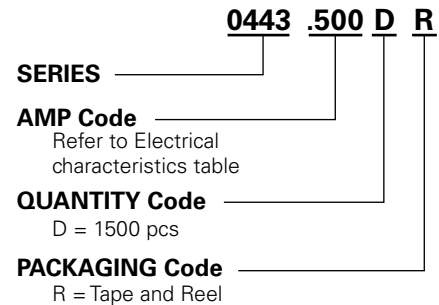 0443 .500 D R
SERIES
AMP Code
Refer to Electrical
characteristics table
QUANTITY Code
D = 1500 pcs
PACKAGING Code
R = Tape and Reel